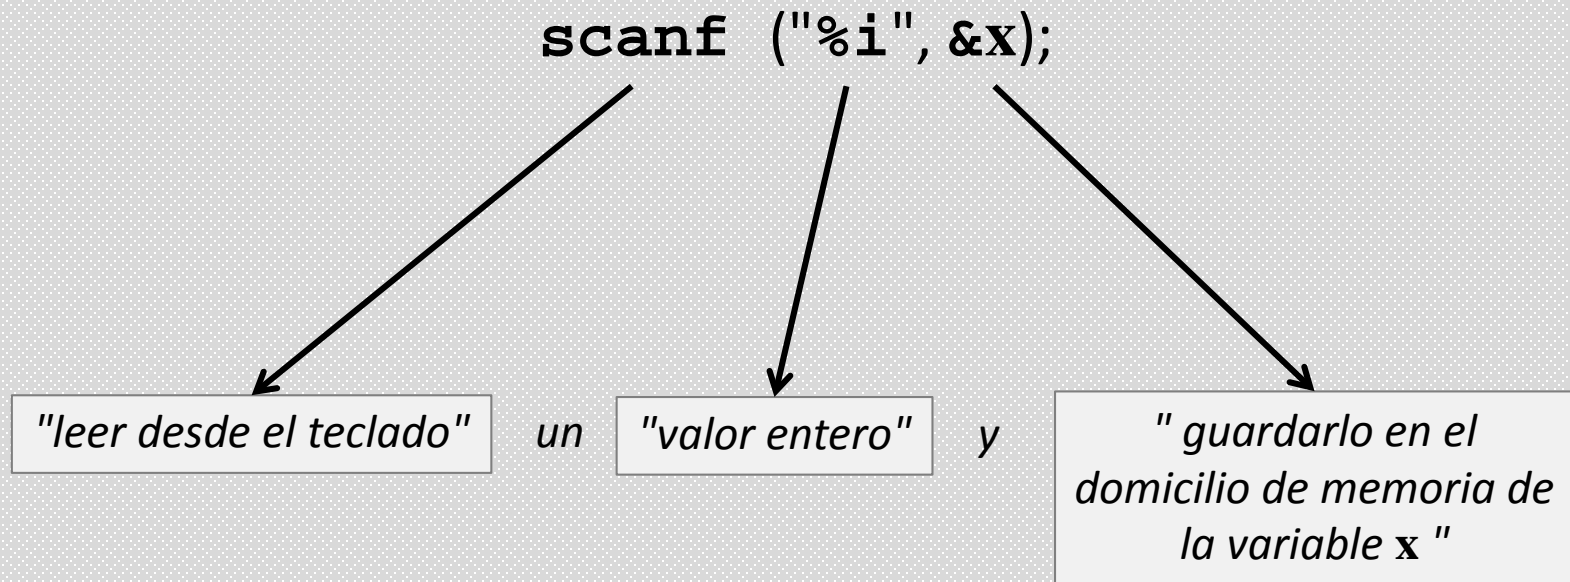 scanf ("%i", &x);
"leer desde el teclado" un "valor entero" y " guardarlo en el
domicilio de memoria de
la variable x "